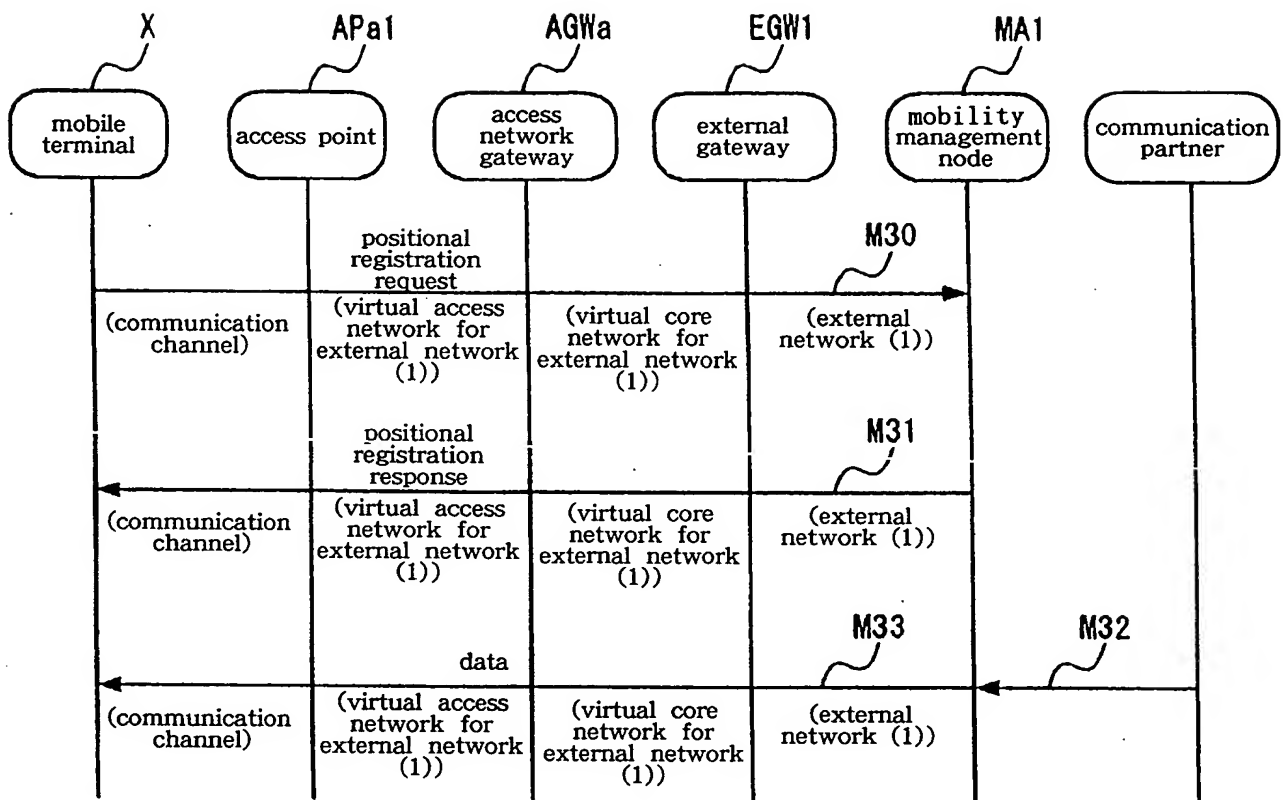 X
APa1
AGWa
EGW1
MA1
mobile
terminal
access point
access
network
gateway
external
gateway
mobility
management
node
communication
partner
positional
registration
request
M30
(communication
channel)
(virtual access
network for
external network
(1))
(virtual core
network for
external network
(1))
(external
network (1))
positional
registration
response
M31
(communication
channel)
(virtual access
network for
external network
(1))
(virtual core
network for
external network
(1))
(external
network (1))
data
M33
M32
(communication
channel)
(virtual access
network for
external network
(1))
(virtual core
network for
external network
(1))
(external
network (1))